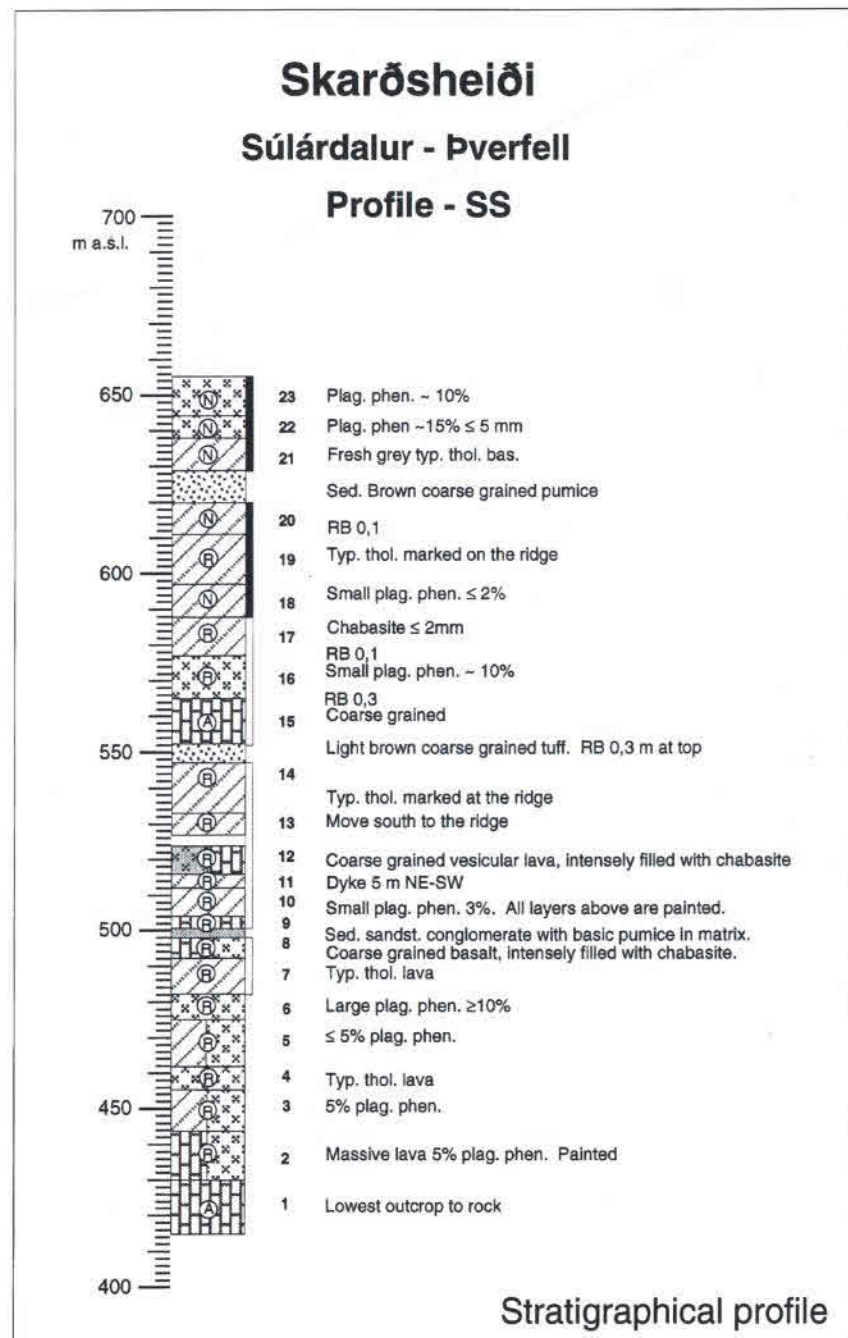 Skarðsheiði
Súlárdalur - Þverfell
Profile - SS
700
m a.s.l.
650
N 23 Plag. phen. ~ 10%
N 22 Plag. phen ~15% ≤ 5 mm
N 21 Fresh grey typ. thol. bas.
Sed. Brown coarse grained pumice
N 20 RB 0,1
600
R 19 Typ. thol. marked on the ridge
N 18 Small plag. phen. ≤ 2%
R 17 Chabasite ≤ 2mm
RB 0,1
R 16 Small plag. phen. ~ 10%
RB 0,3
A 15 Coarse grained
550
Light brown coarse grained tuff. RB 0,3 m at top
R 14
Typ. thol. marked at the ridge
R 13 Move south to the ridge
R 12 Coarse grained vesicular lava, intensely filled with chabasite
R 11 Dyke 5 m NE-SW
R 10 Small plag. phen. 3%. All layers above are painted.
500
R 9
Sed. sandst. conglomerate with basic pumice in matrix.
R 8 Coarse grained basalt, intensely filled with chabasite.
R 7 Typ. thol. lava
R 6 Large plag. phen. ≥10%
R 5 ≤ 5% plag. phen.
R 4 Typ. thol. lava
450
R 3 5% plag. phen.
R 2 Massive lava 5% plag. phen. Painted
A 1 Lowest outcrop to rock
400
Stratigraphical profile